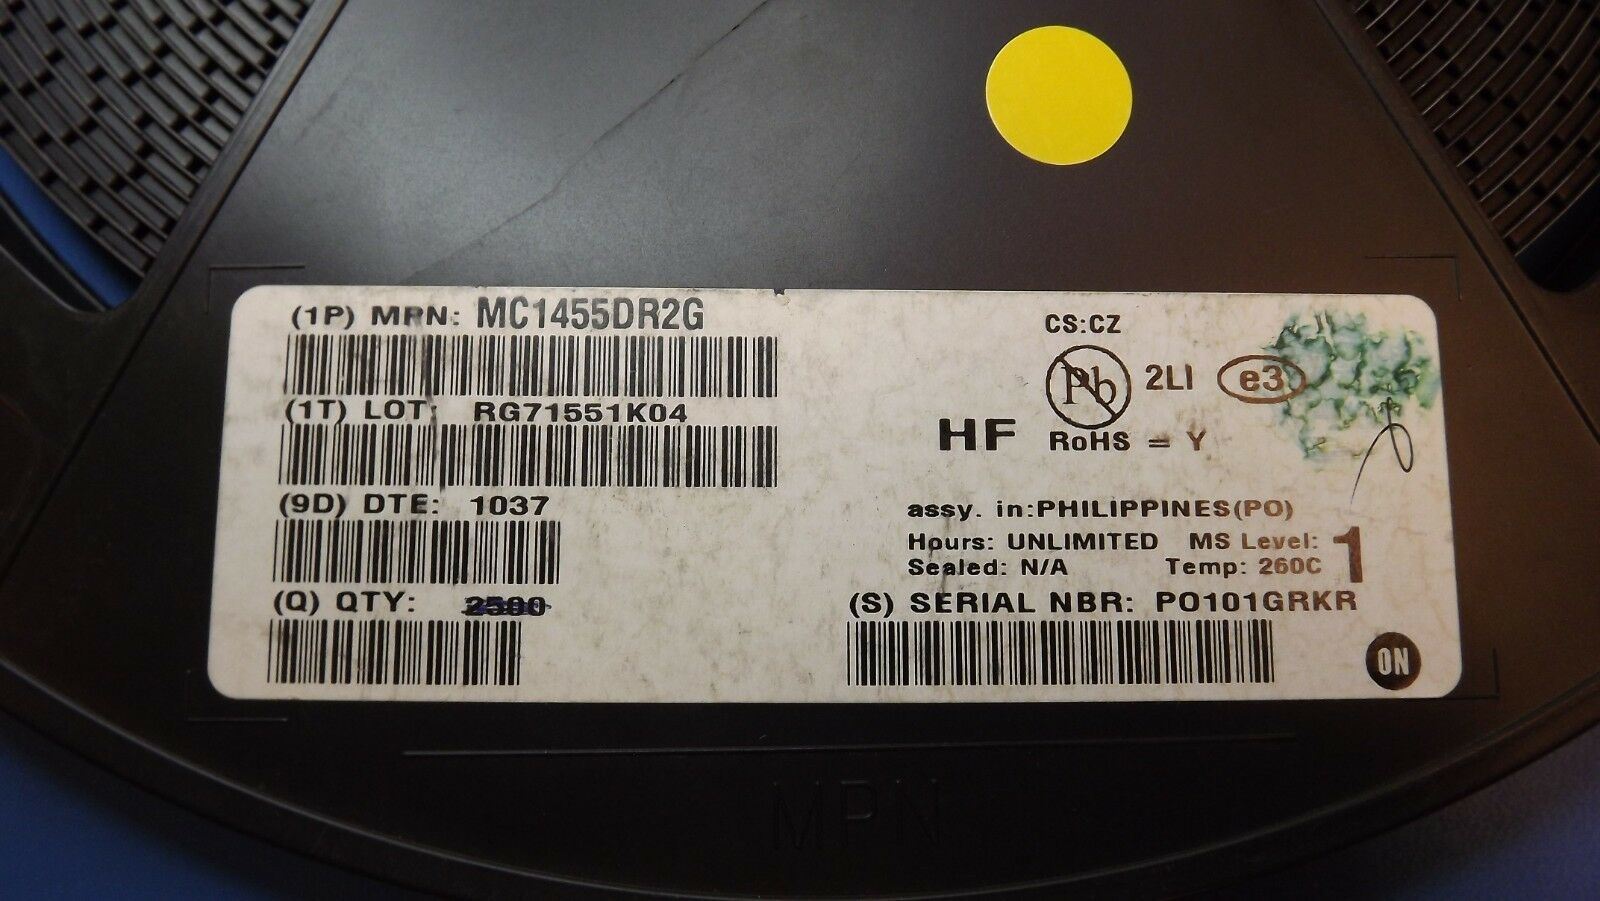 (1P) MPN: MC1455DR2G
(1T) LOT: RG71551K04
(9D) DTE: 1037
(Q) QTY: 2500
CS:CZ
Pb 2LI e3
HF RoHS = Y
assy. in:PHILIPPINES(PO)
Hours: UNLIMITED MS Level: 1
Sealed: N/A Temp: 260C
(S) SERIAL NBR: PO101GRKR
ON
MPN